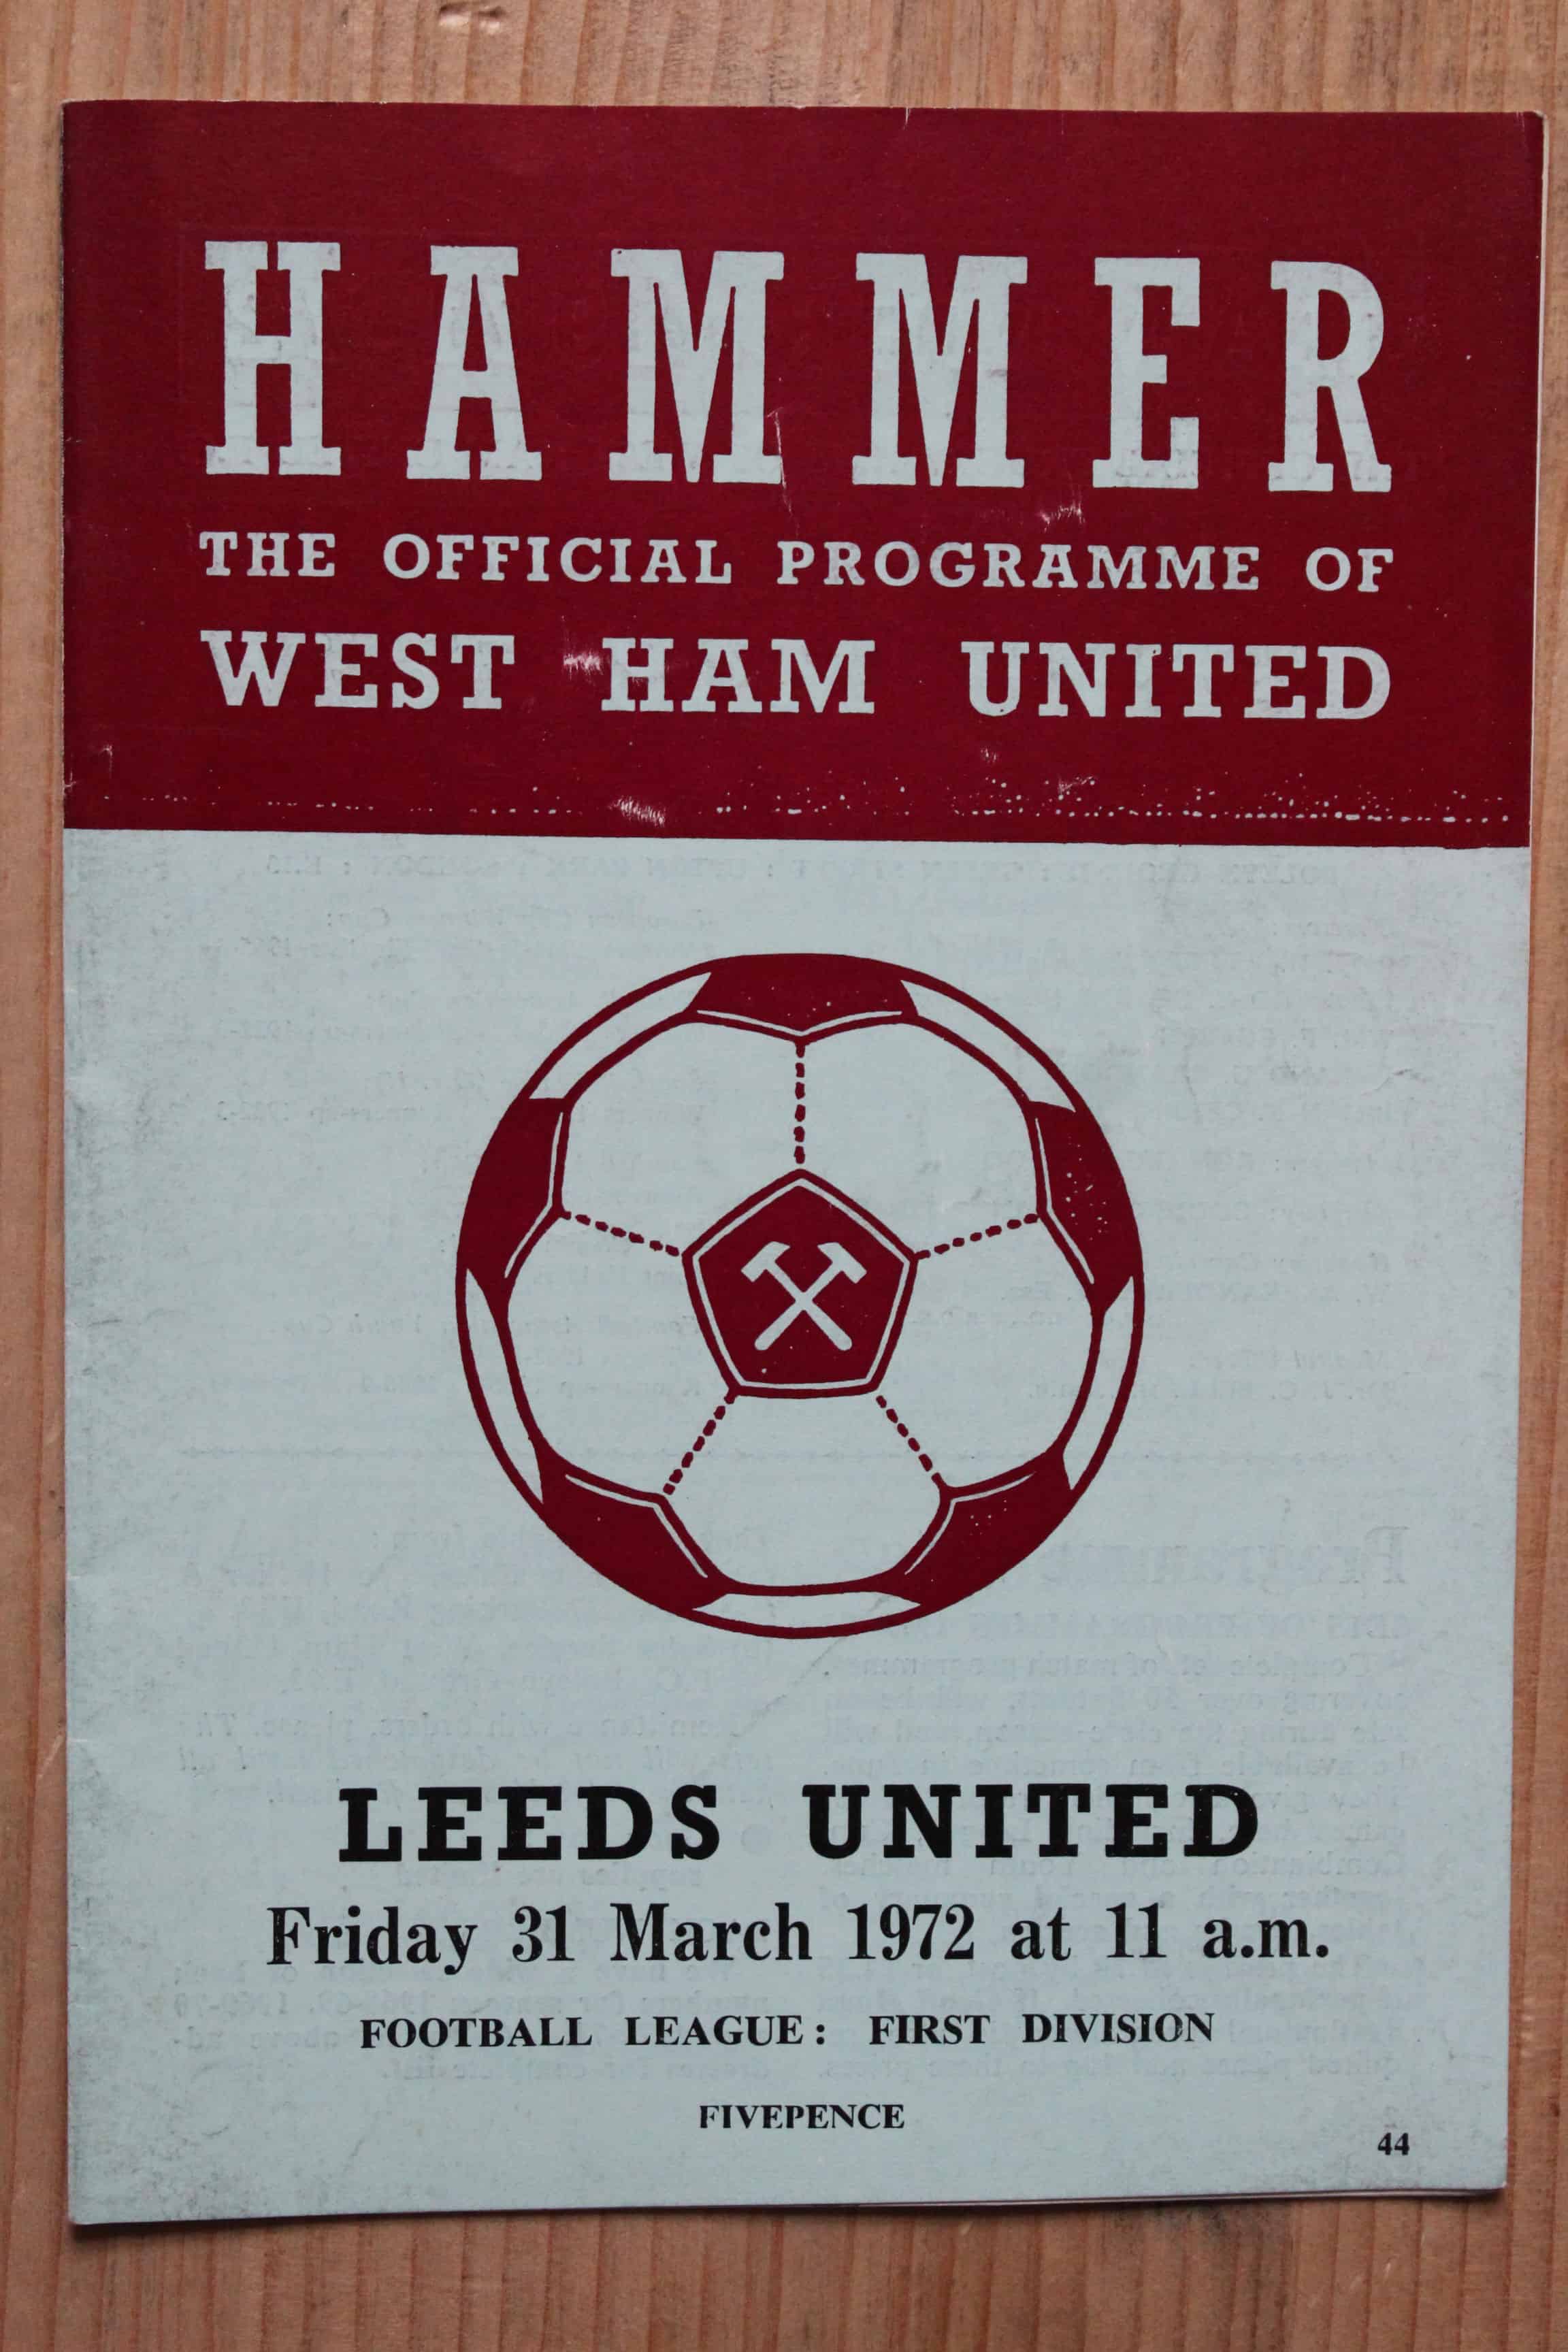 HAMMER
THE OFFICIAL PROGRAMME OF
WEST HAM UNITED
LEEDS UNITED
Friday 31 March 1972 at 11 a.m.
FOOTBALL LEAGUE: FIRST DIVISION
FIVEPENCE
44